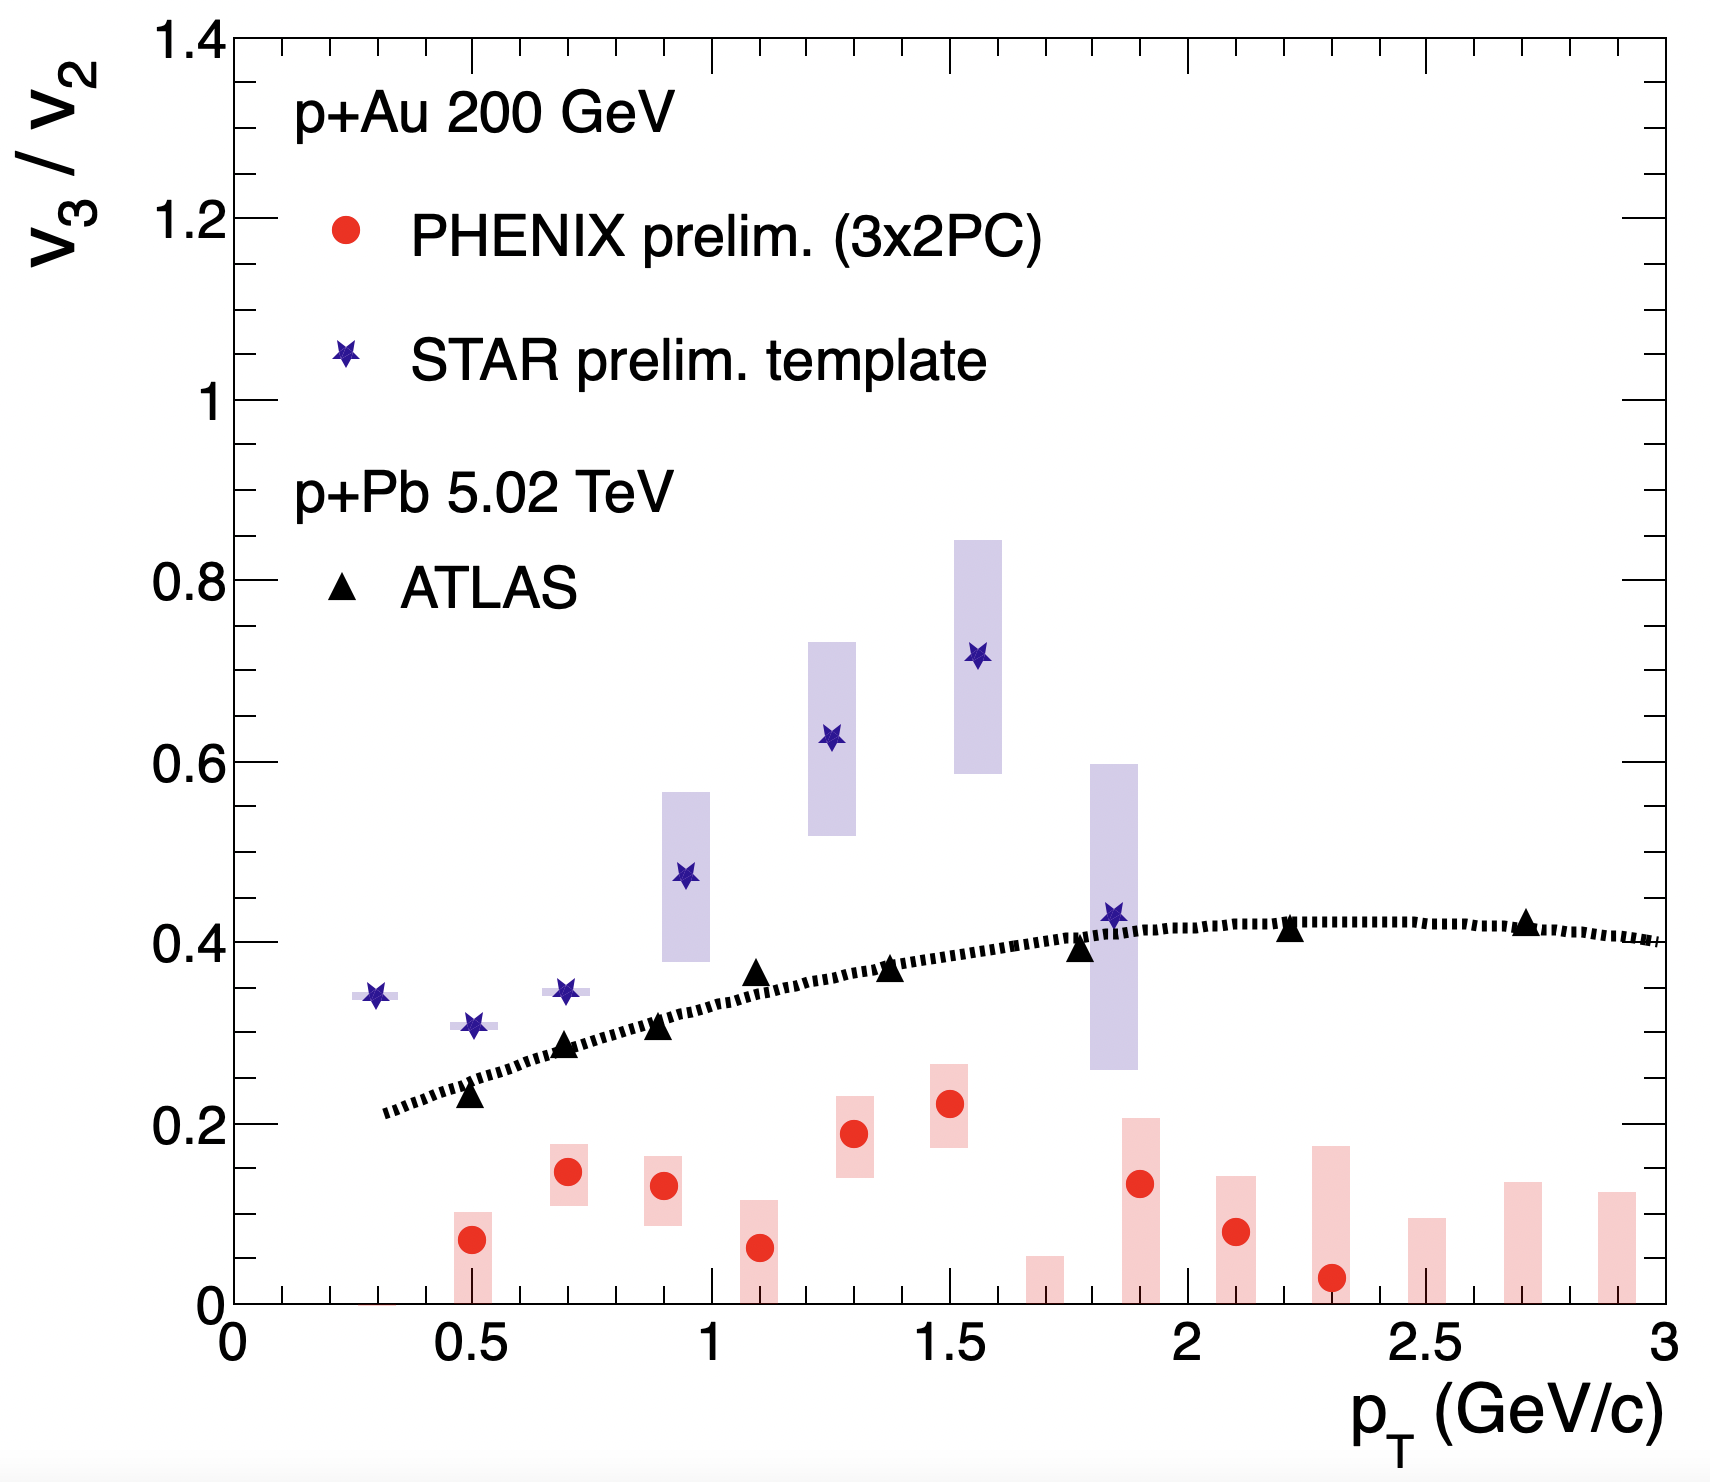 v3 / v2
1.4
1.2
1
0.8
0.6
0.4
0.2
0
p+Au 200 GeV
PHENIX prelim. (3x2PC)
STAR prelim. template
p+Pb 5.02 TeV
ATLAS
0 0.5 1 1.5 2 2.5 3
pT (GeV/c)